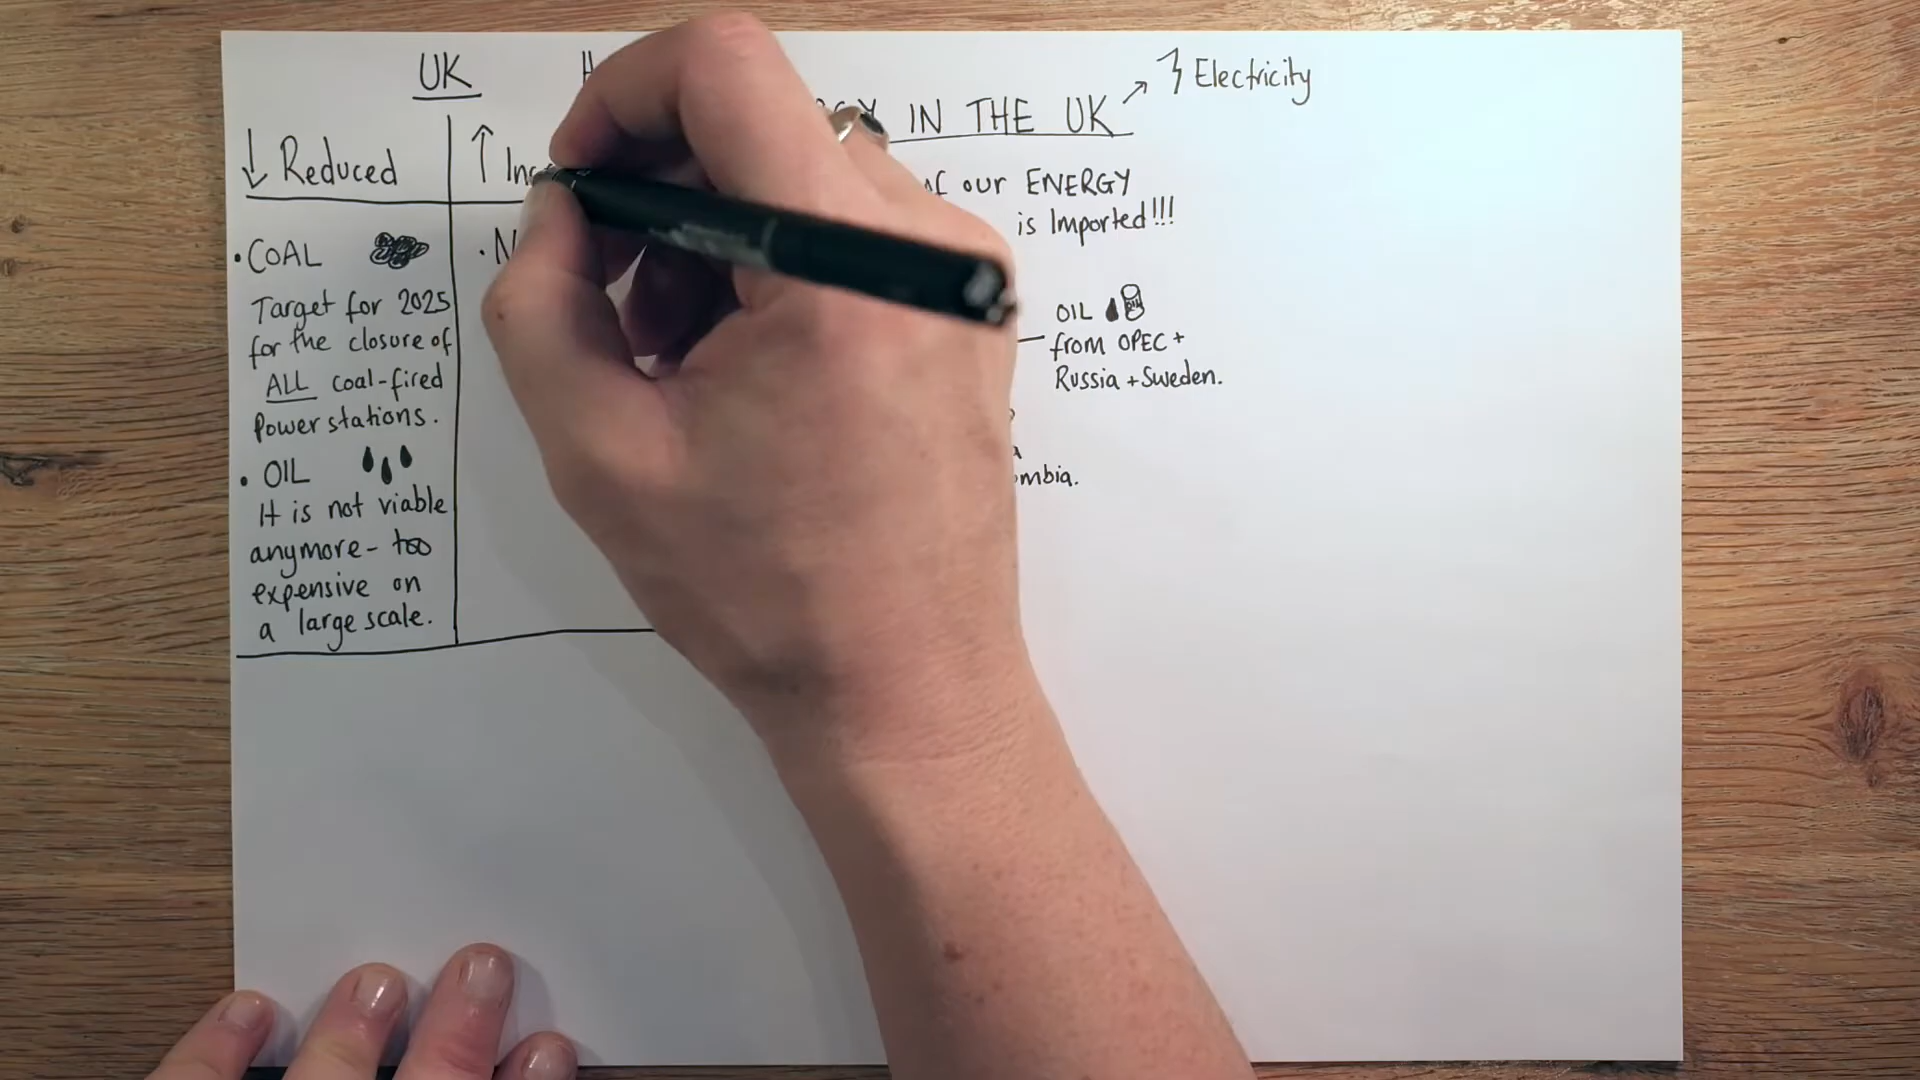 UK
↓ Reduced
↑
• COAL
Target for 2025
for the closure of
ALL coal-fired
Power stations.
• OIL
It is not viable
anymore - too
expensive on
a large scale.
IN THE UK
Electricity
of our ENERGY
is Imported!!!
OIL
from OPEC +
Russia + Sweden.